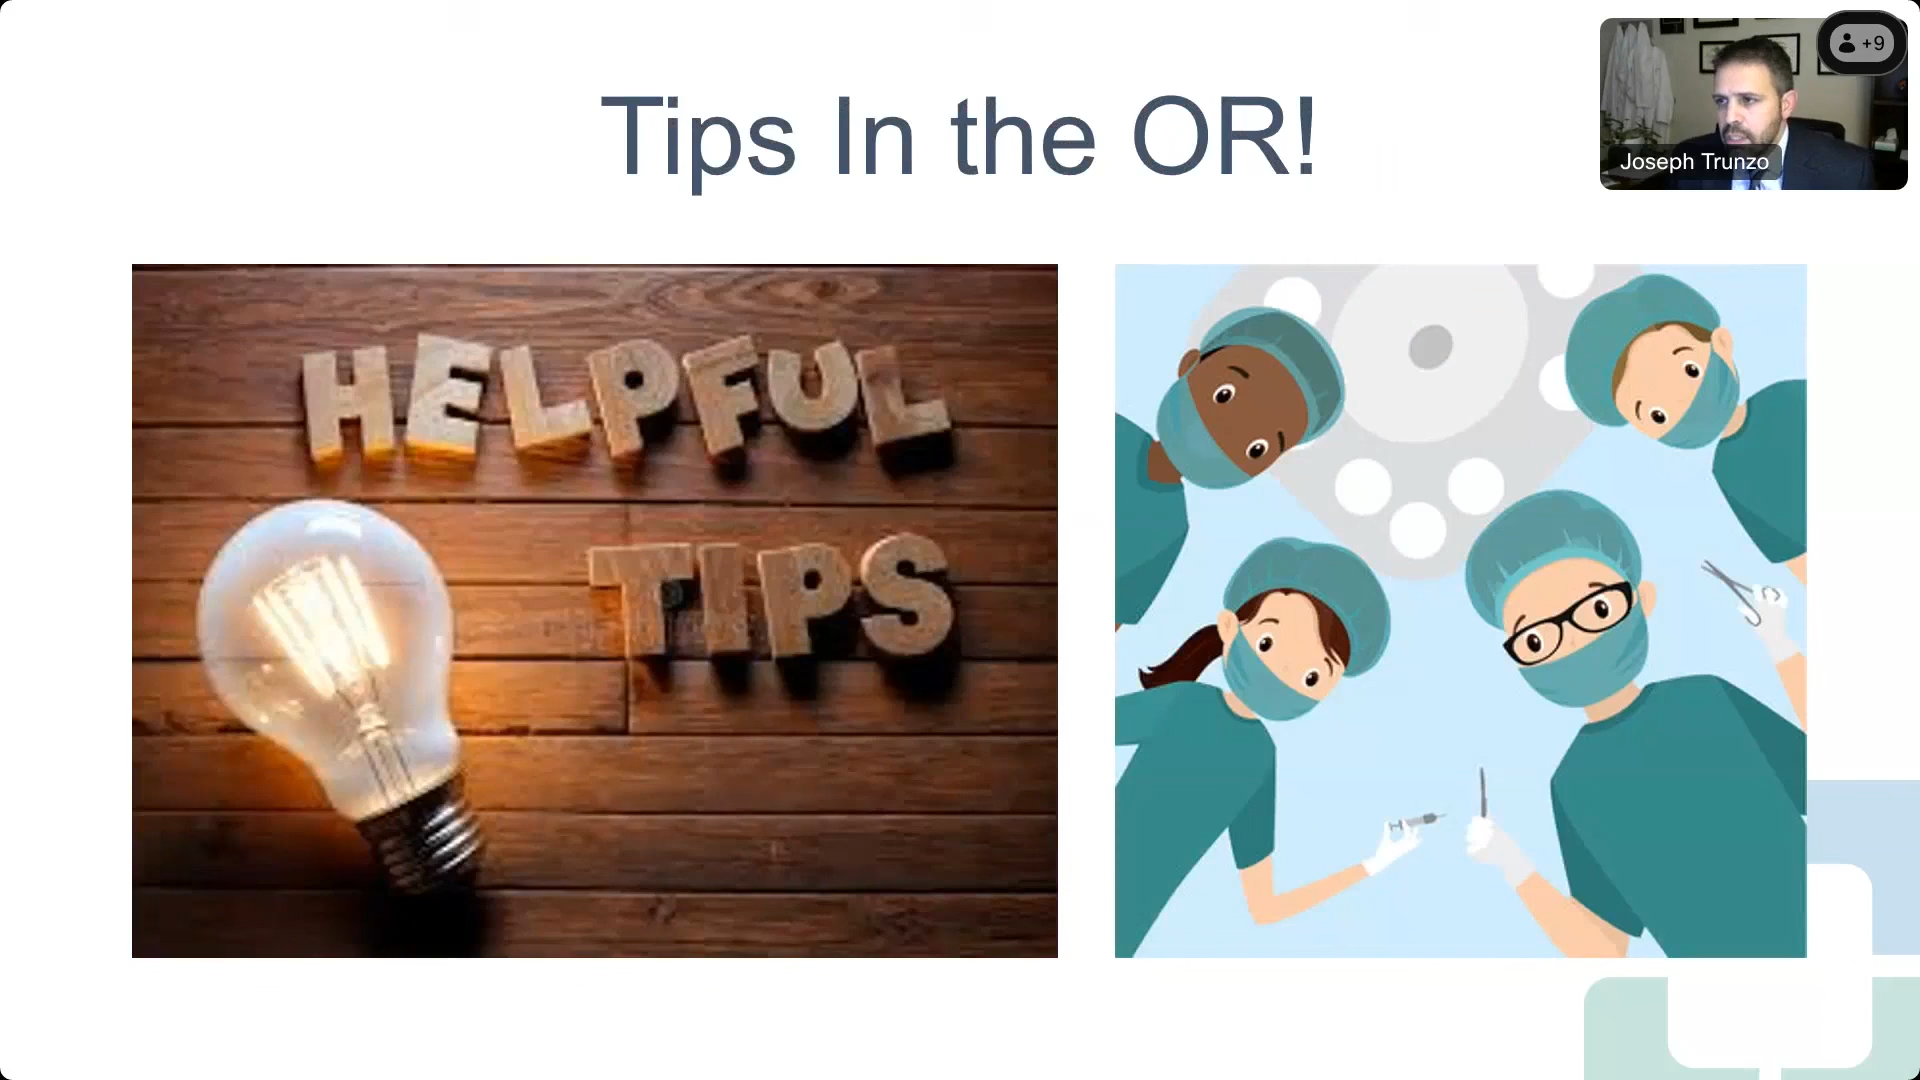 Tips In the OR!
+9
Joseph Trunzo
HELPFUL
TIPS